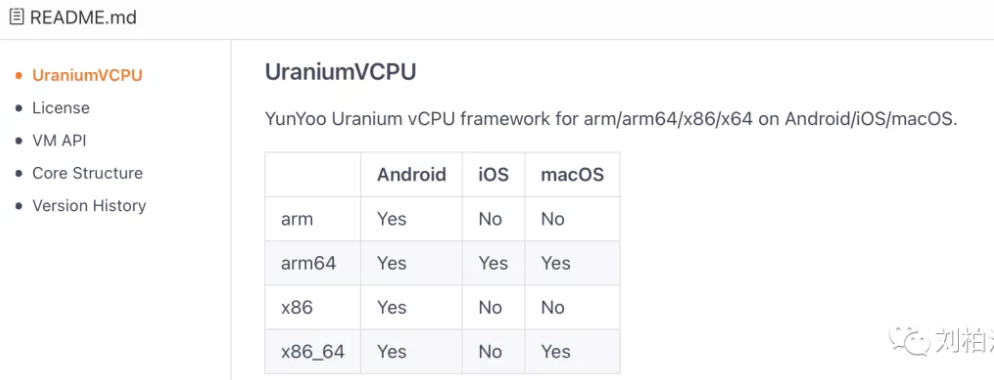 README.md
UraniumVCPU
License
VM API
Core Structure
Version History
UraniumVCPU
YunYoo Uranium vCPU framework for arm/arm64/x86/x64 on Android/iOS/macOS.
Android iOS macOS
arm Yes No No
arm64 Yes Yes Yes
x86 Yes No No
x86_64 Yes No Yes
刘柏